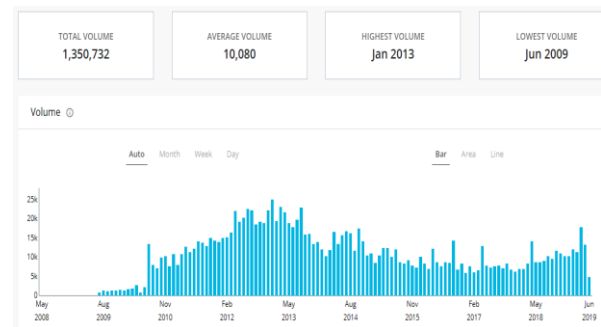 TOTAL VOLUME
1,350,732
AVERAGE VOLUME
10,080
HIGHEST VOLUME
Jan 2013
LOWEST VOLUME
Jun 2009
Volume
Auto Month Week Day
Bar Area Line
25k
20k
15k
10k
5k
0
May Aug Nov Feb May Aug Nov Feb May Jun
2008 2009 2010 2012 2013 2014 2015 2017 2018 2019